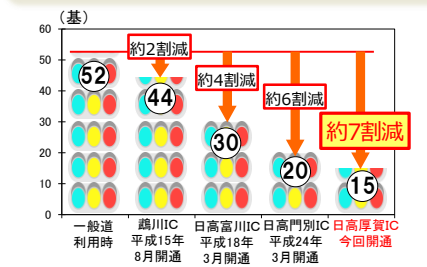 (基)
60
50
40
30
20
10
0
52
44
30
20
15
約2割減
約4割減
約6割減
約7割減
一般道
利用時
鵡川IC
平成15年
8月開通
日高富川IC
平成18年
3月開通
日高門別IC
平成24年
3月開通
日高厚賀IC
今回開通